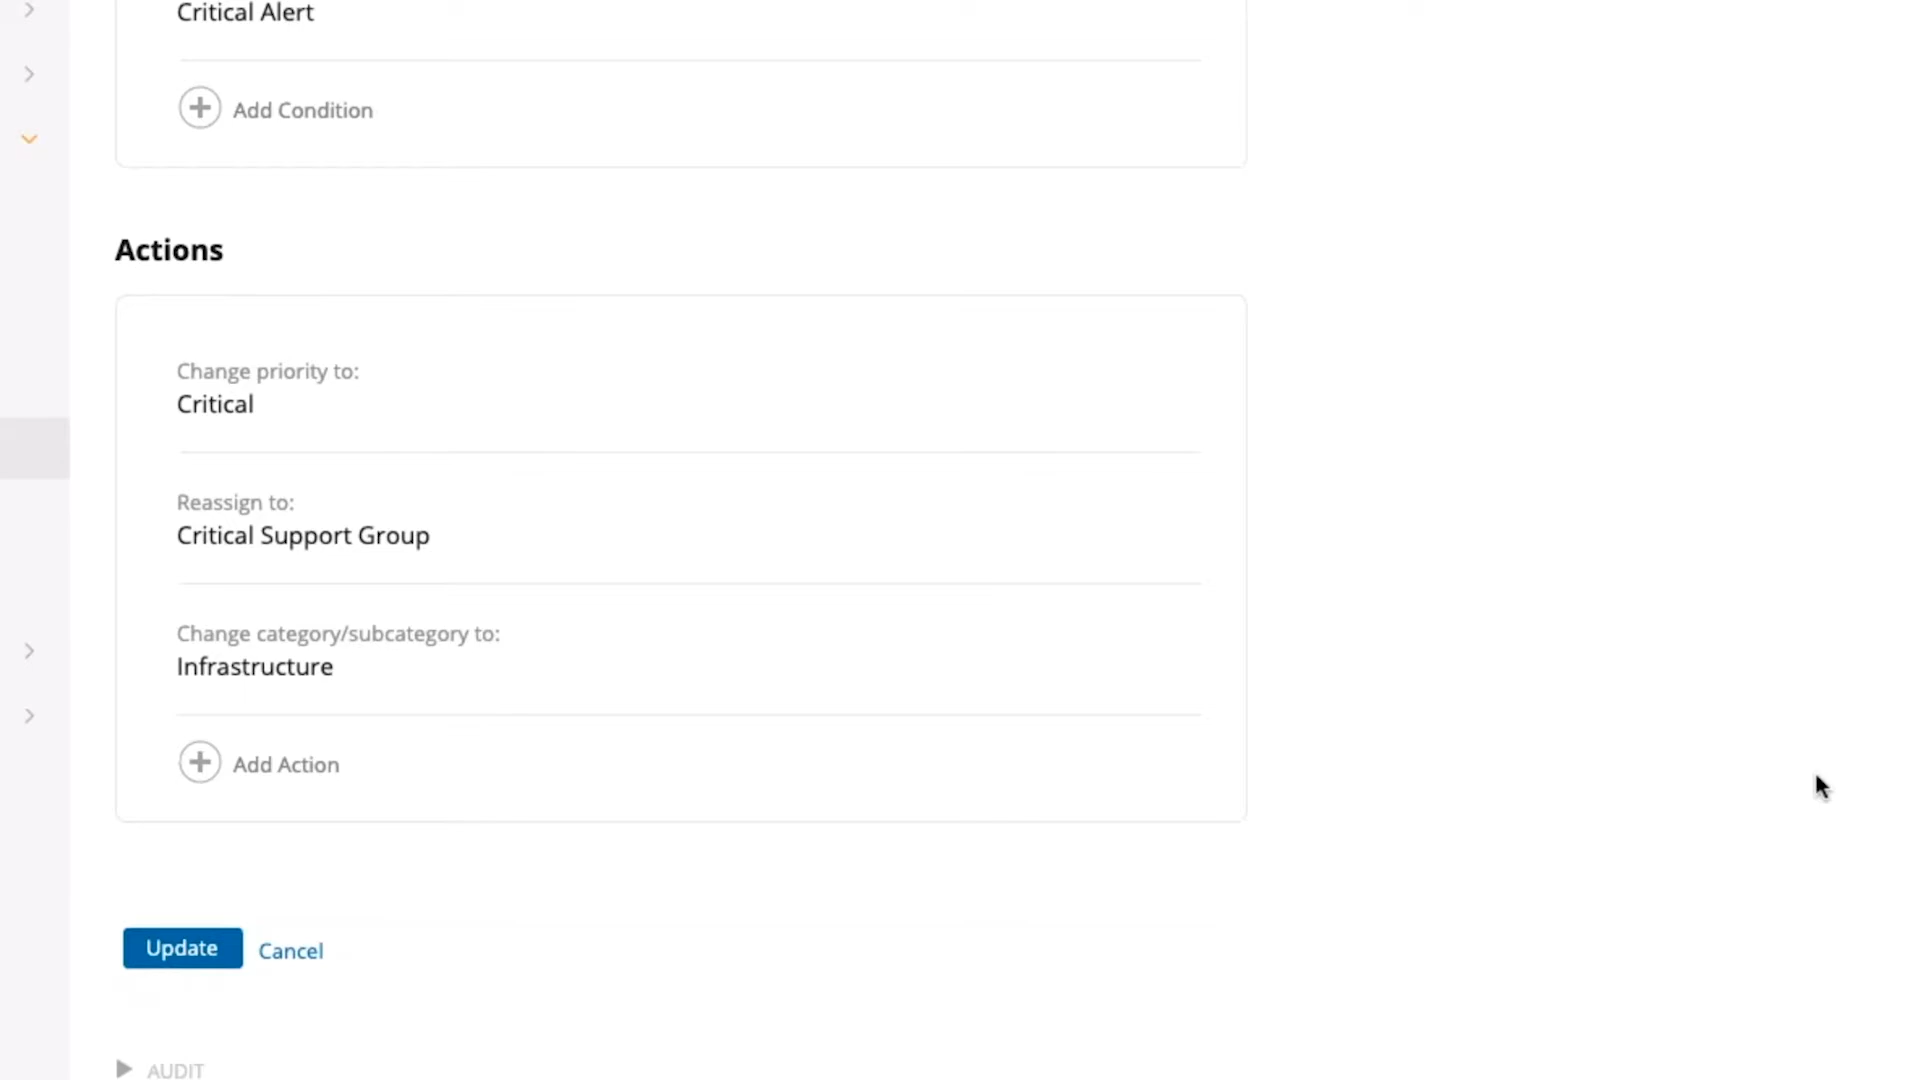 Critical Alert
Add Condition
Actions
Change priority to:
Critical
Reassign to:
Critical Support Group
Change category/subcategory to:
Infrastructure
Add Action
Update
Cancel
AUDIT